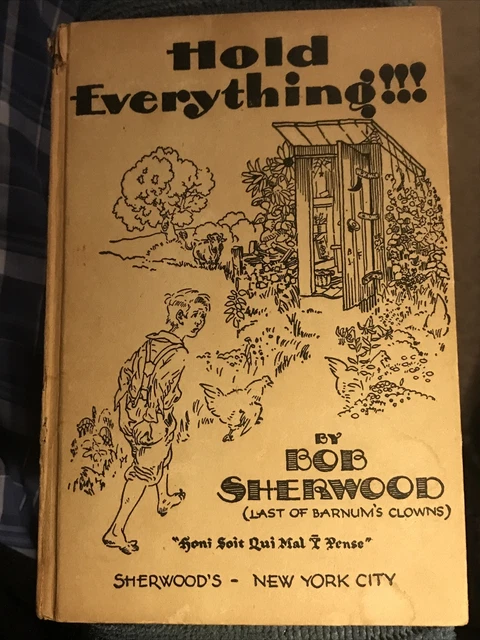 Hold
Everything!!!
BY
BOB
SHERWOOD
(LAST OF BARNUM'S CLOWNS)
"Honi Soit Qui Mal Y Pense"
SHERWOOD'S - NEW YORK CITY